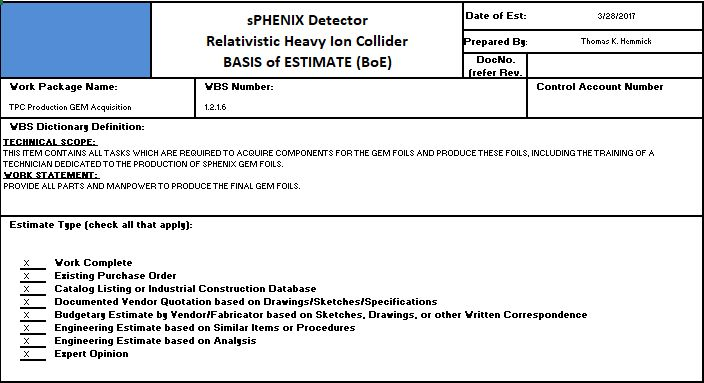 sPHENIX Detector
Relativistic Heavy Ion Collider
BASIS of ESTIMATE (BoE)
Date of Est: 3/28/2017
Prepared By: Thomas K. Hemmick
DocNo.
(refer Rev.
Work Package Name:
TPC Production GEM Acquisition
WBS Number:
1.2.1.6
Control Account Number
WBS Dictionary Definition:
TECHNICAL SCOPE:
THIS ITEM CONTAINS ALL TASKS WHICH ARE REQUIRED TO ACQUIRE COMPONENTS FOR THE GEM FOILS AND PRODUCE THESE FOILS, INCLUDING THE TRAINING OF A
TECHNICIAN DEDICATED TO THE PRODUCTION OF SPHENIX GEM FOILS.
WORK STATEMENT:
PROVIDE ALL PARTS AND MANPOWER TO PRODUCE THE FINAL GEM FOILS.
Estimate Type (check all that apply):
X Work Complete
X Existing Purchase Order
X Catalog Listing or Industrial Construction Database
X Documented Vendor Quotation based on Drawings/Sketches/Specifications
X Budgetary Estimate by Vendor/Fabricator based on Sketches, Drawings, or other Written Correspondence
X Engineering Estimate based on Similar Items or Procedures
X Engineering Estimate based on Analysis
X Expert Opinion